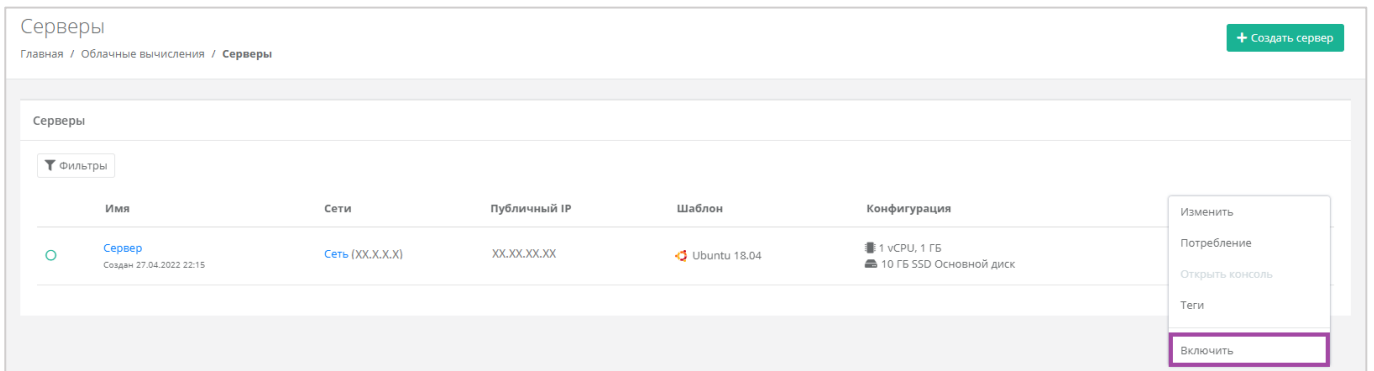 Серверы
Главная / Облачные вычисления / Серверы
+ Создать сервер
Серверы
Фильтры
Имя Сети Публичный IP Шаблон Конфигурация
Сервер Сеть (XX.X.X.X) XX.XX.XX.XX Ubuntu 18.04 1 vCPU, 1 ГБ
Создан 27.04.2022 22:15 10 ГБ SSD Основной диск
Изменить
Потребление
Открыть консоль
Теги
Включить